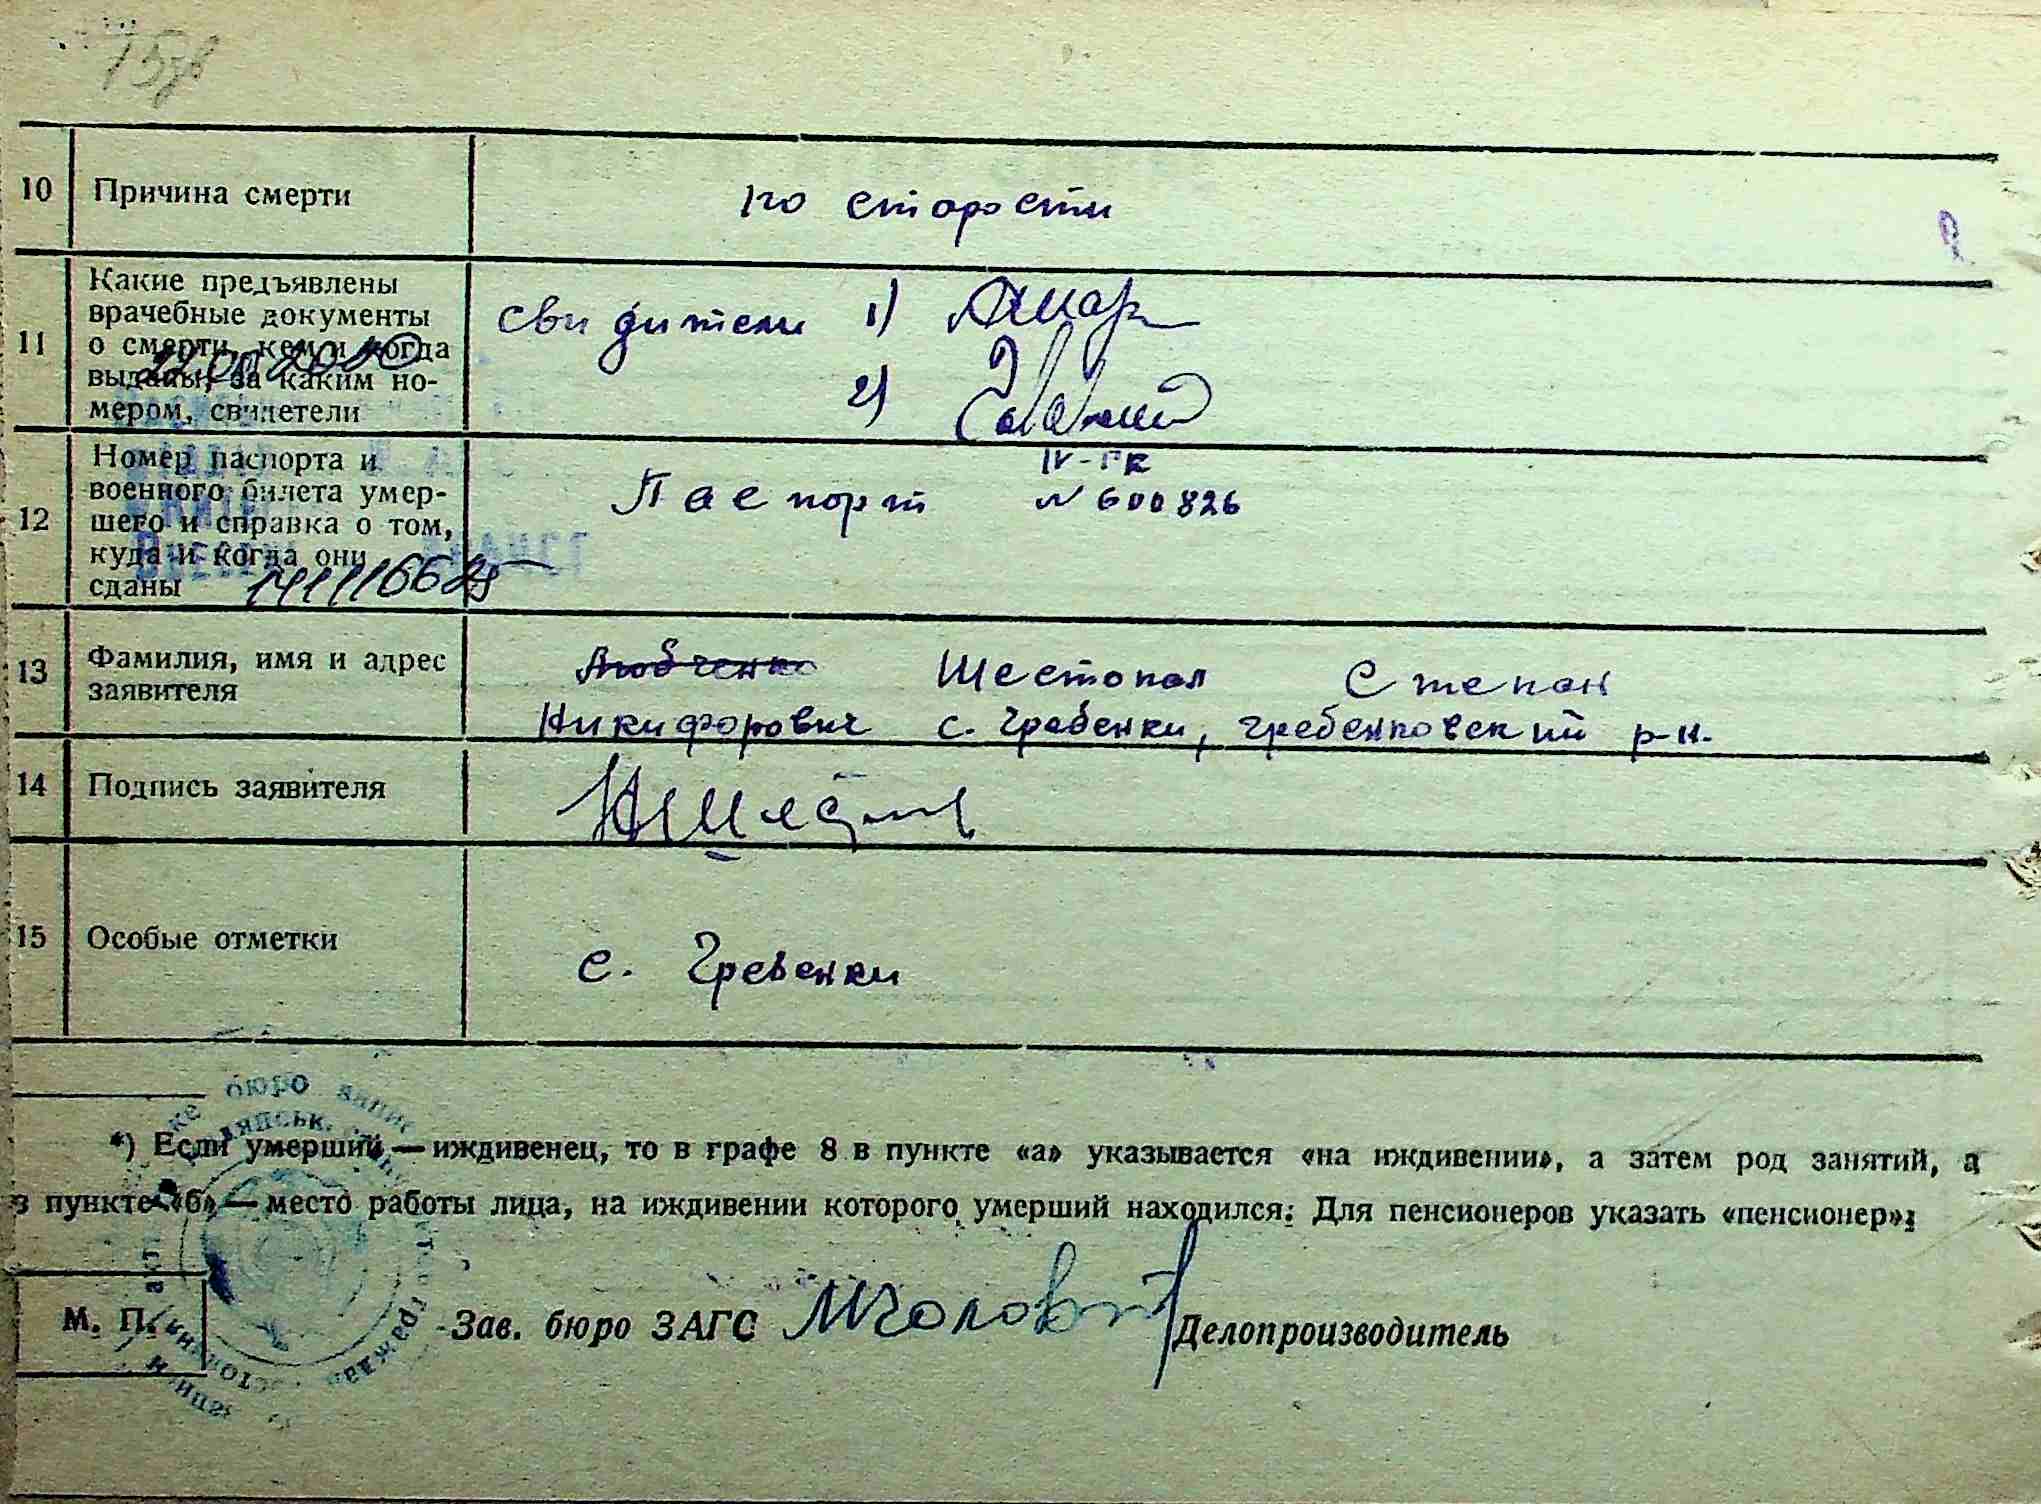 10 Причина смерти по старости
11 Какие предъявлены
врачебные документы
о смерти, кем и когда
выданы, за каким но-
мером, свидетели
свидители 1)
2)
12 Номер паспорта и
военного билета умер-
шего и справка о том,
куда и когда они
сданы
IV-ГК
Паспорт № 600826
13 Фамилия, имя и адрес
заявителя
Любченко Шестопал Степан
Никифорович с. Гребенки, Гребенковский р-н.
14 Подпись заявителя
15 Особые отметки
с. Гребенки
*) Если умерший — иждивенец, то в графе 8 в пункте «а» указывается «на иждивении», а затем род занятий, а
в пункте «б» — место работы лица, на иждивении которого умерший находился. Для пенсионеров указать «пенсионер».
М. П. Зав. бюро ЗАГС Делопроизводитель
бюро запис